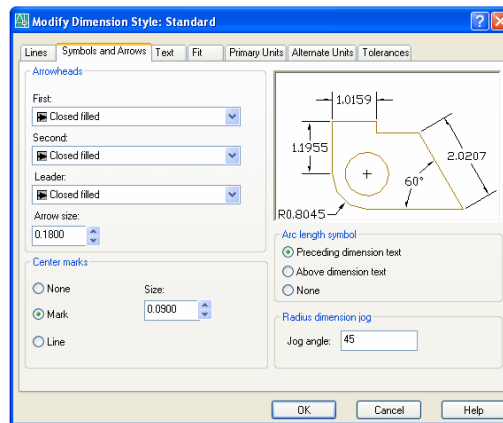 Modify Dimension Style: Standard
Lines
Symbols and Arrows
Text
Fit
Primary Units
Alternate Units
Tolerances
Arrowheads
First:
Closed filled
Second:
Closed filled
Leader:
Closed filled
Arrow size:
0.1800
Center marks
None
Mark
Line
Size:
0.0900
1.0159
1.1955
2.0207
60°
R0.8045
Arc length symbol
Preceding dimension text
Above dimension text
None
Radius dimension jog
Jog angle: 45
OK
Cancel
Help